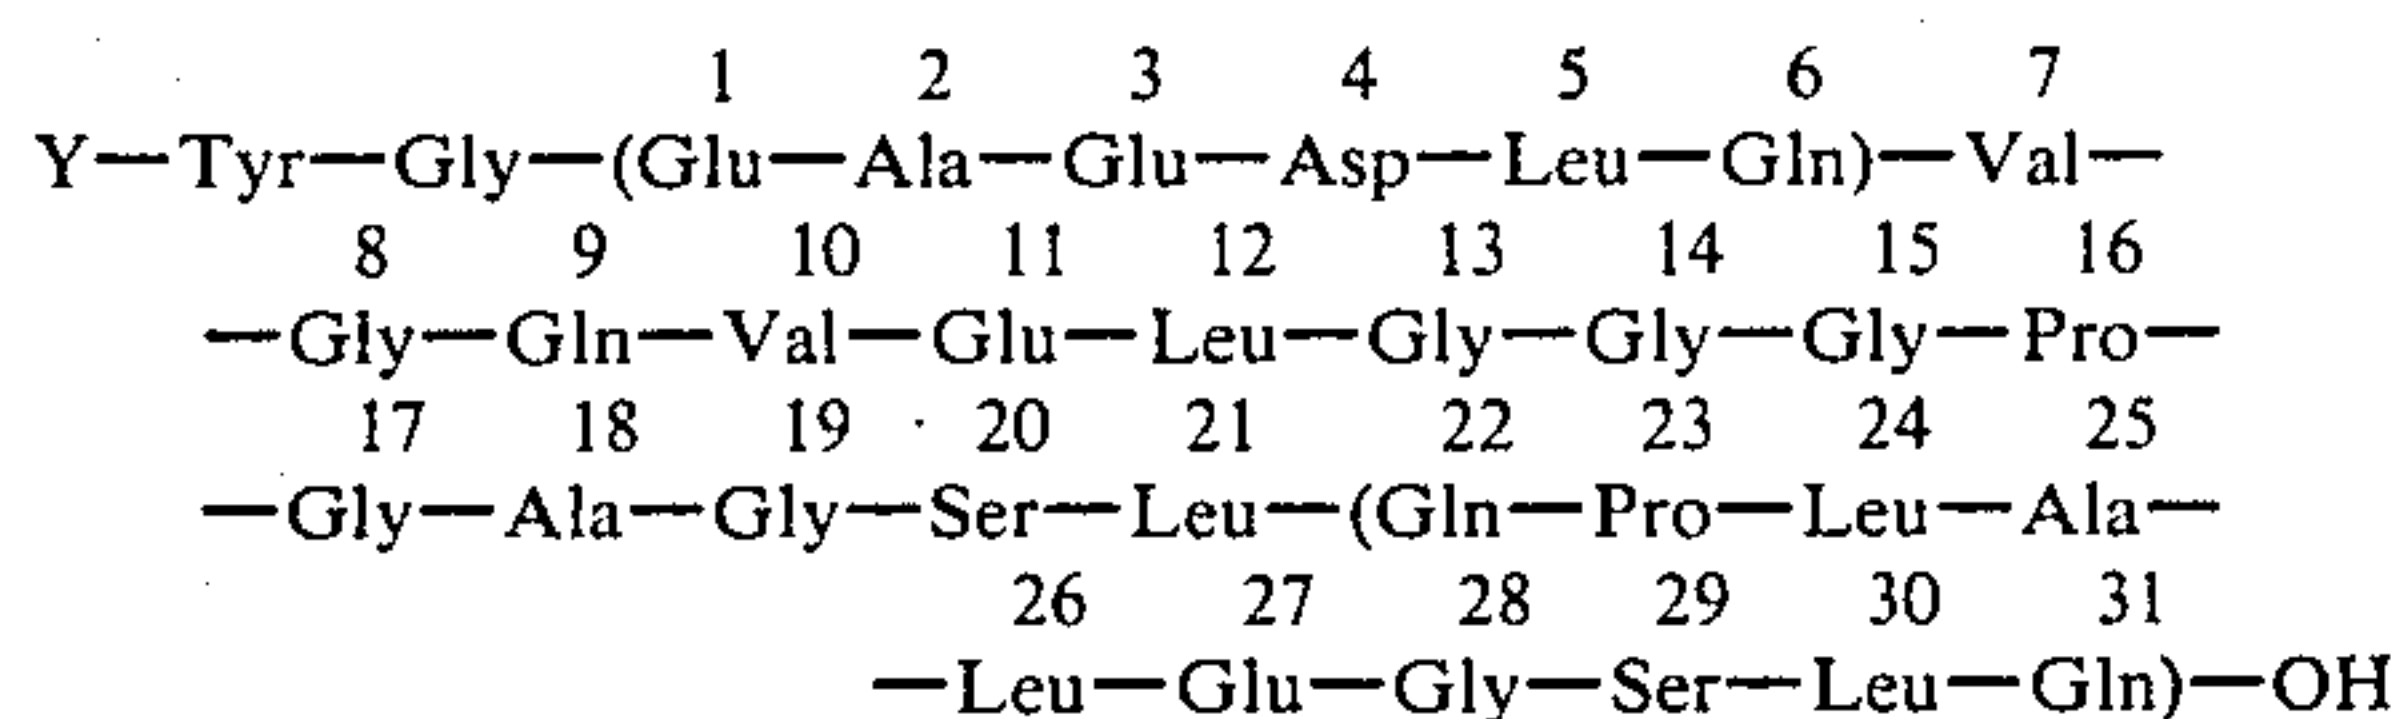 1 2 3 4 5 6 7
Y—Tyr—Gly—(Glu—Ala—Glu—Asp—Leu—Gln)—Val—
8 9 10 11 12 13 14 15 16
—Gly—Gln—Val—Glu—Leu—Gly—Gly—Gly—Pro—
17 18 19 20 21 22 23 24 25
—Gly—Ala—Gly—Ser—Leu—(Gln—Pro—Leu—Ala—
26 27 28 29 30 31
—Leu—Glu—Gly—Ser—Leu—Gln)—OH